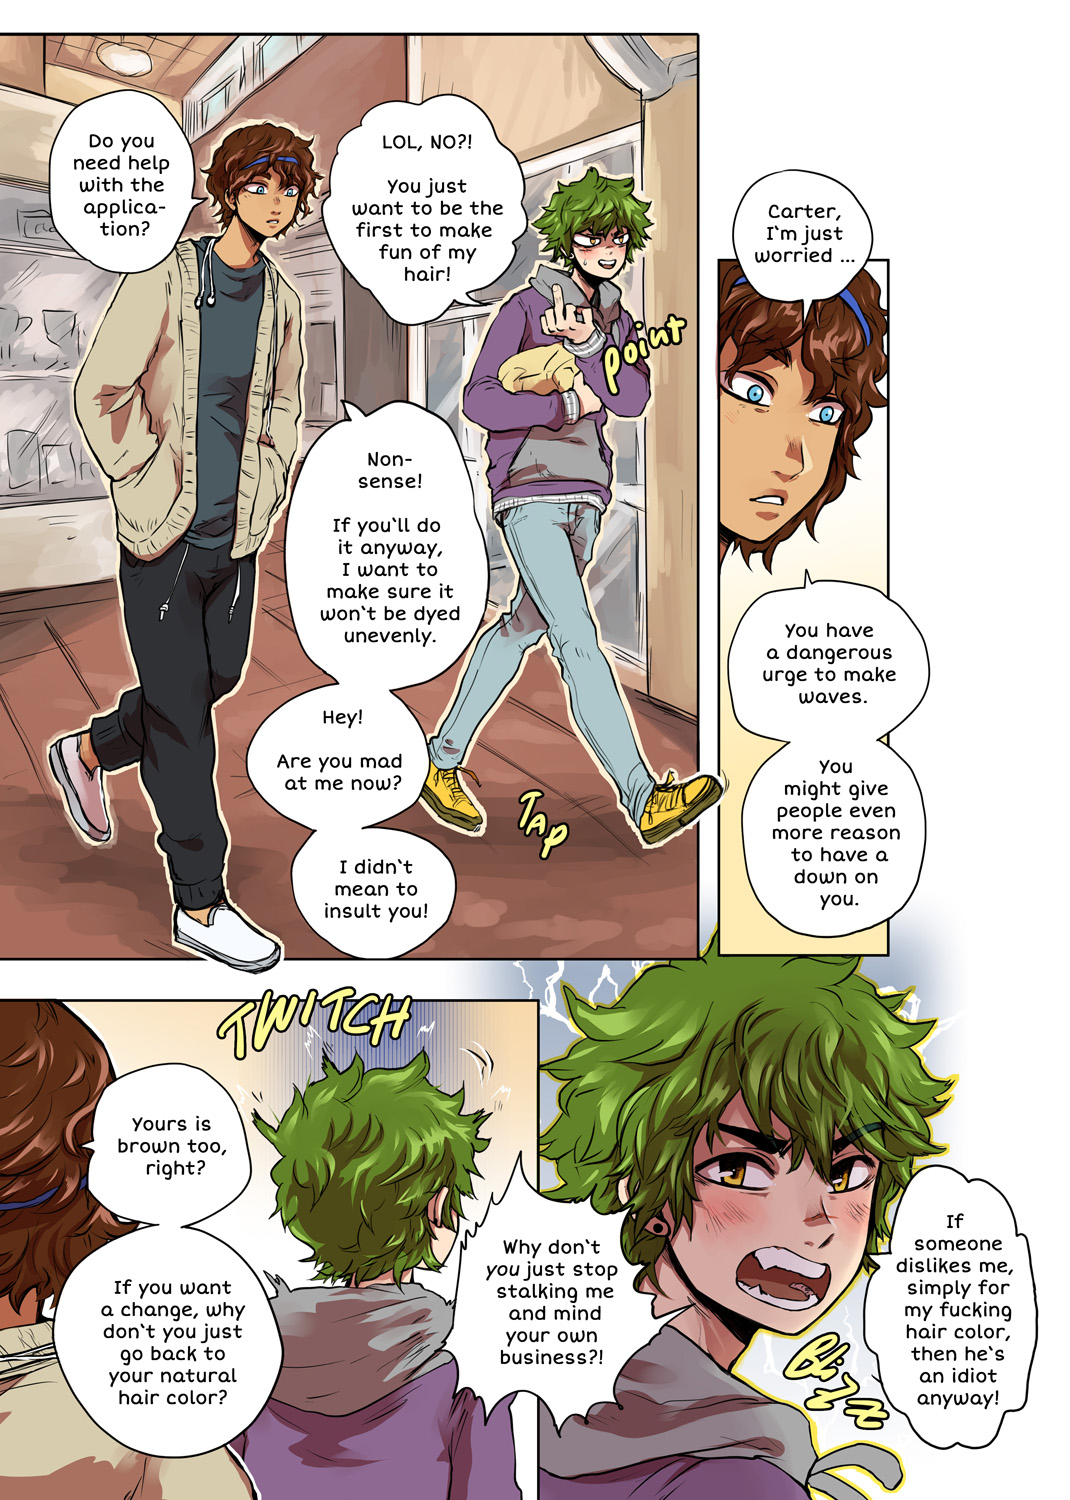 Do you
need help
with the
applica-
tion?
LOL, NO?!
You just
want to be the
first to make
fun of my
hair!
point
Non-
sense!
If you'll do
it anyway,
I want to
make sure it
won't be dyed
unevenly.
Hey!
Are you mad
at me now?
I didn't
mean to
insult you!
TAP
Carter,
I'm just
worried ...
You have
a dangerous
urge to make
waves.
You
might give
people even
more reason
to have a
down on
you.
TWITCH
Yours is
brown too,
right?
If you want
a change, why
don't you just
go back to
your natural
hair color?
Why don't
you just stop
stalking me
and mind
your own
business?!
If
someone
dislikes me,
simply for
my fucking
hair color,
then he's
an idiot
anyway!
Blizz